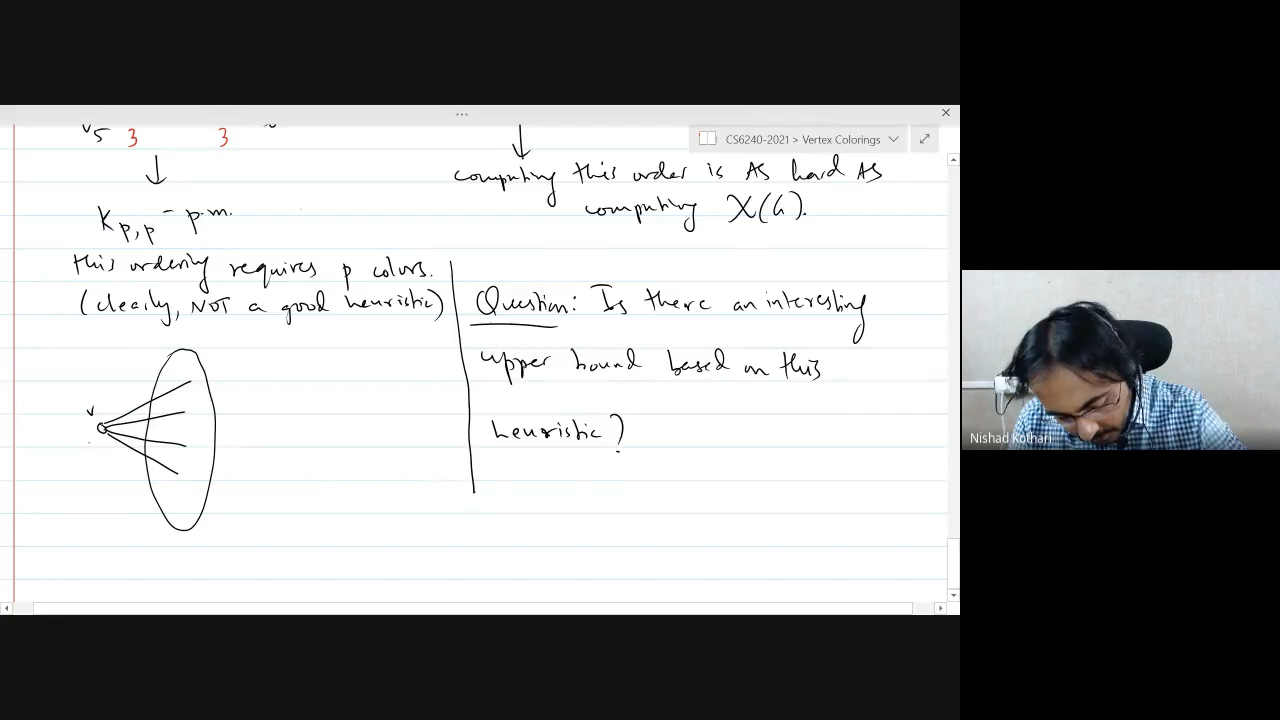 v5 3 3
CS6240-2021 > Vertex Colorings
computing this order is AS hard AS
computing χ(G).
Kp,p - p.m.
this ordering requires p colors.
(clearly, NOT a good heuristic)
Question: Is there an interesting
upper bound based on this
heuristic?
v
Nishad Kothari